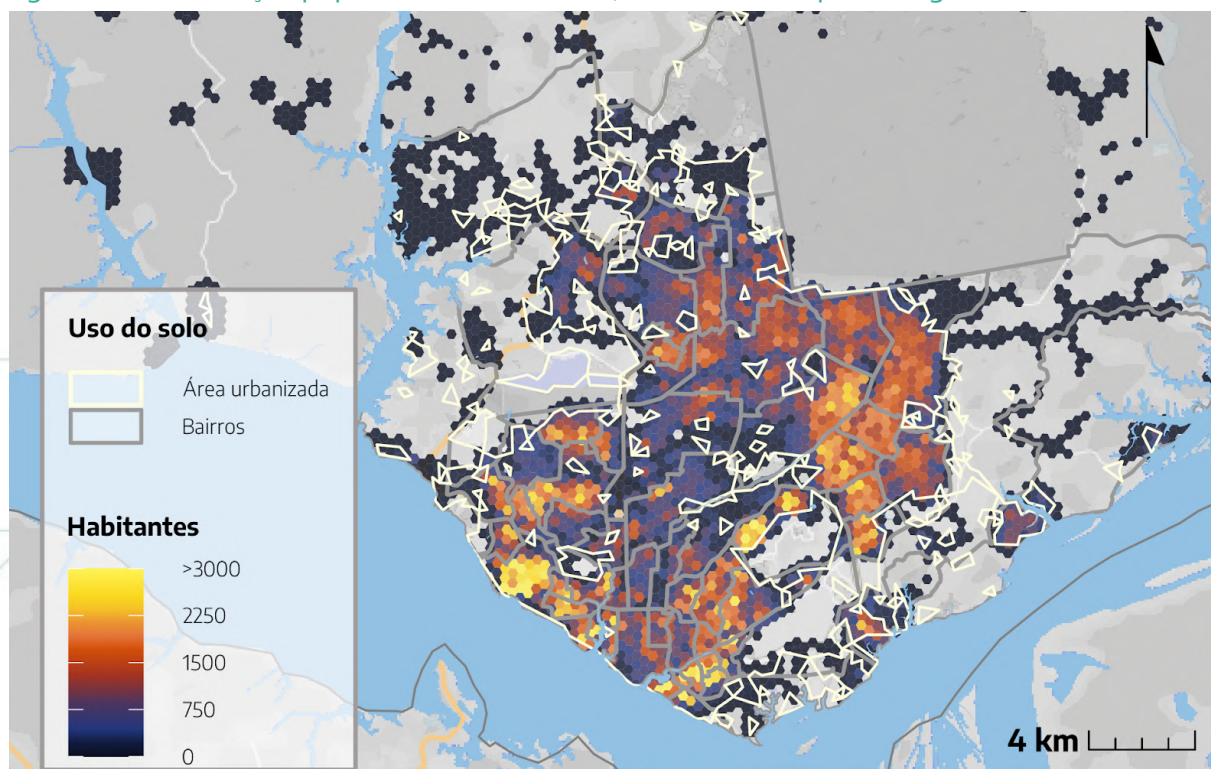 Uso do solo
Área urbanizada
Bairros
Habitantes
>3000
2250
1500
750
0
4 km